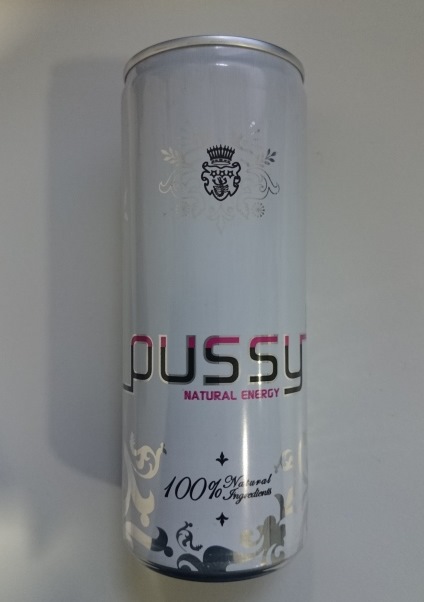 pussy
NATURAL ENERGY
100% Natural
Ingredients